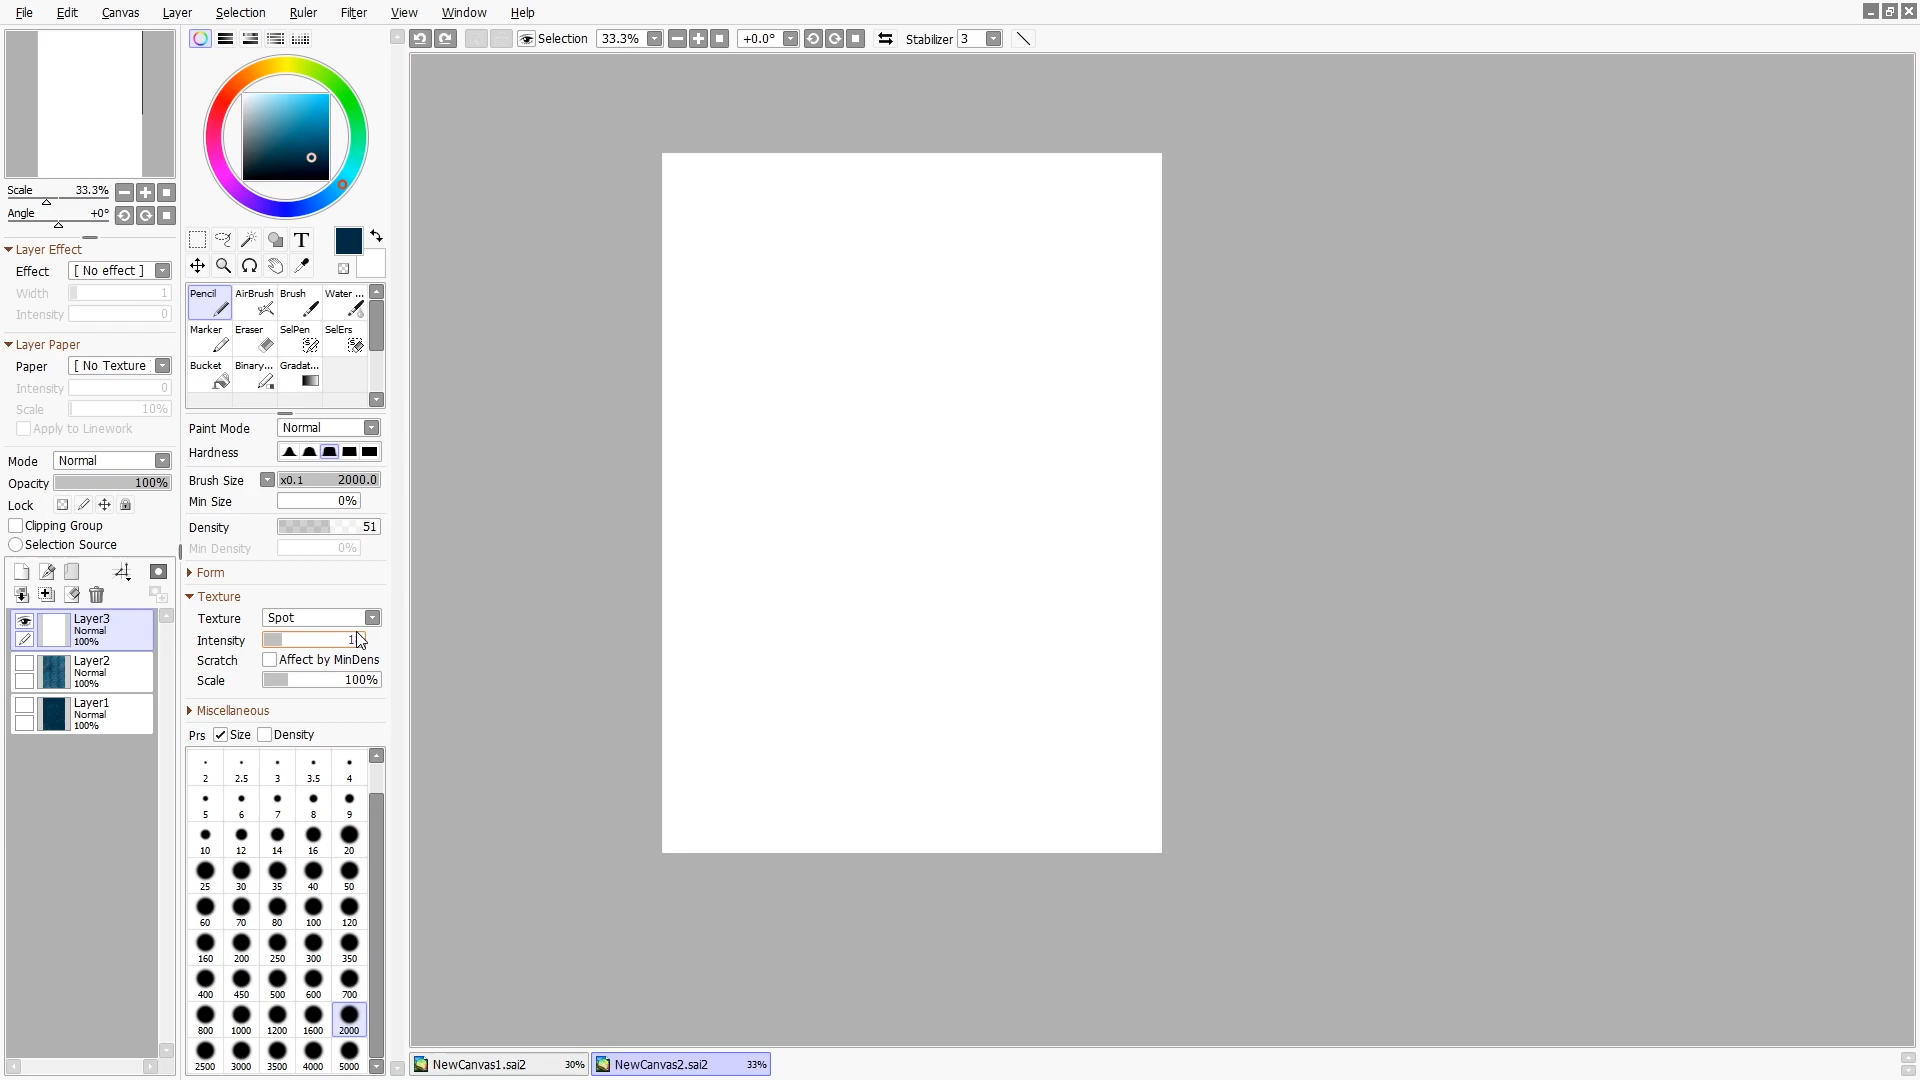 File Edit Canvas Layer Selection Ruler Filter View Window Help
Selection 33.3% +0.0° Stabilizer 3
Scale 33.3%
Angle +0°
Layer Effect
Effect [ No effect ]
Width 1
Intensity 0
Layer Paper
Paper [ No Texture
Intensity 0
Scale 10%
Apply to Linework
Mode Normal
Opacity 100%
Lock
Clipping Group
Selection Source
Layer3
Normal
100%
Layer2
Normal
100%
Layer1
Normal
100%
T
Pencil AirBrush Brush Water ...
Marker Eraser SelPen SelErs
Bucket Binary... Gradat...
Paint Mode Normal
Hardness
Brush Size x0.1 2000.0
Min Size 0%
Density 51
Min Density 0%
Form
Texture
Texture Spot
Intensity
Scratch Affect by MinDens
Scale 100%
Miscellaneous
Prs Size Density
2 2.5 3 3.5 4
5 6 7 8 9
10 12 14 16 20
25 30 35 40 50
60 70 80 100 120
160 200 250 300 350
400 450 500 600 700
800 1000 1200 1600 2000
2500 3000 3500 4000 5000
NewCanvas1.sai2 30% NewCanvas2.sai2 33%